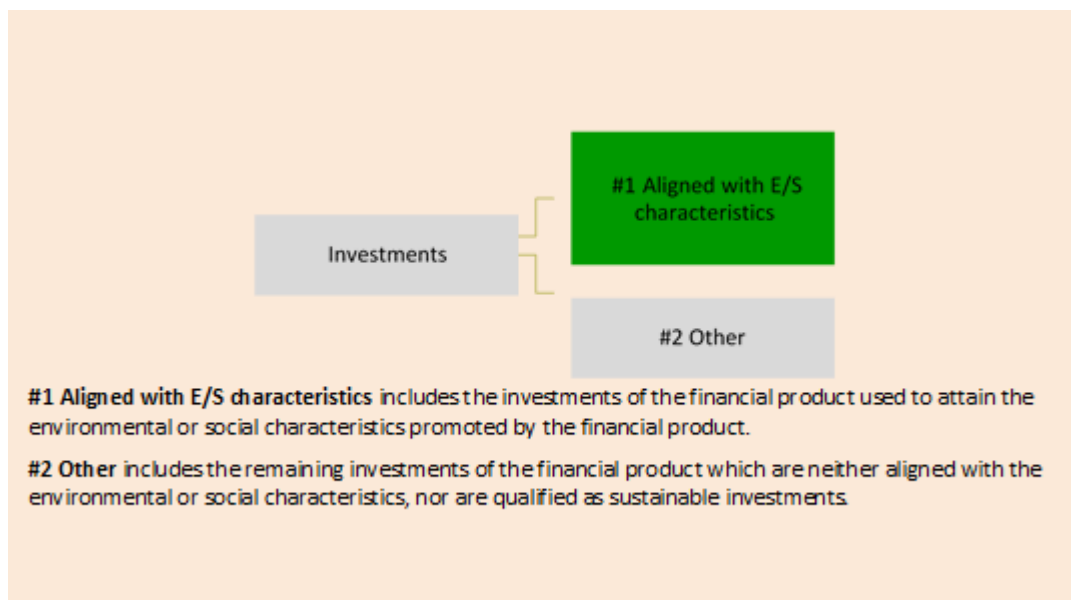 #1 Aligned with E/S
characteristics
Investments
#2 Other
#1 Aligned with E/S characteristics includes the investments of the financial product used to attain the
environmental or social characteristics promoted by the financial product.
#2 Other includes the remaining investments of the financial product which are neither aligned with the
environmental or social characteristics, nor are qualified as sustainable investments.